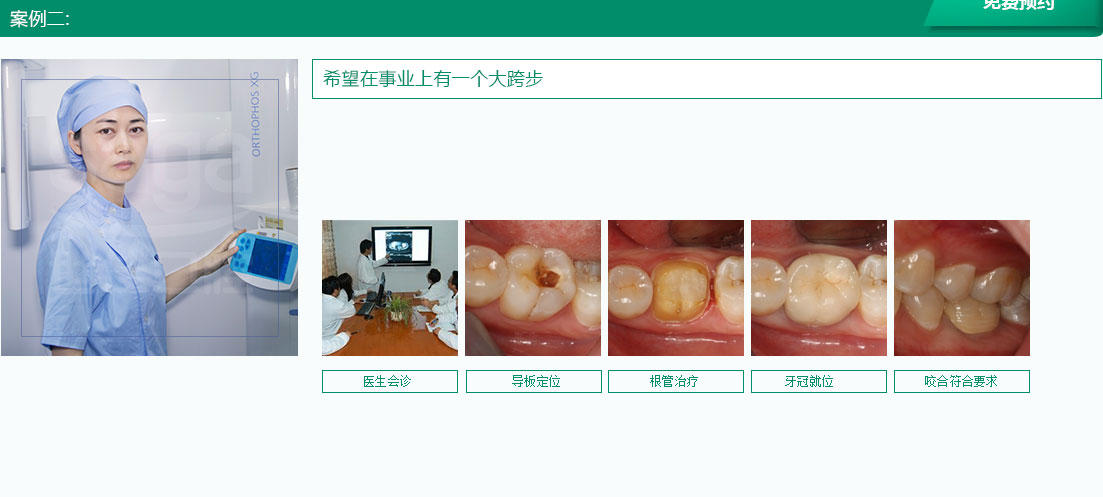 案例二:
免费预约
ORTHOPHOS XG
希望在事业上有一个大跨步
医生会诊
导板定位
根管治疗
牙冠就位
咬合符合要求